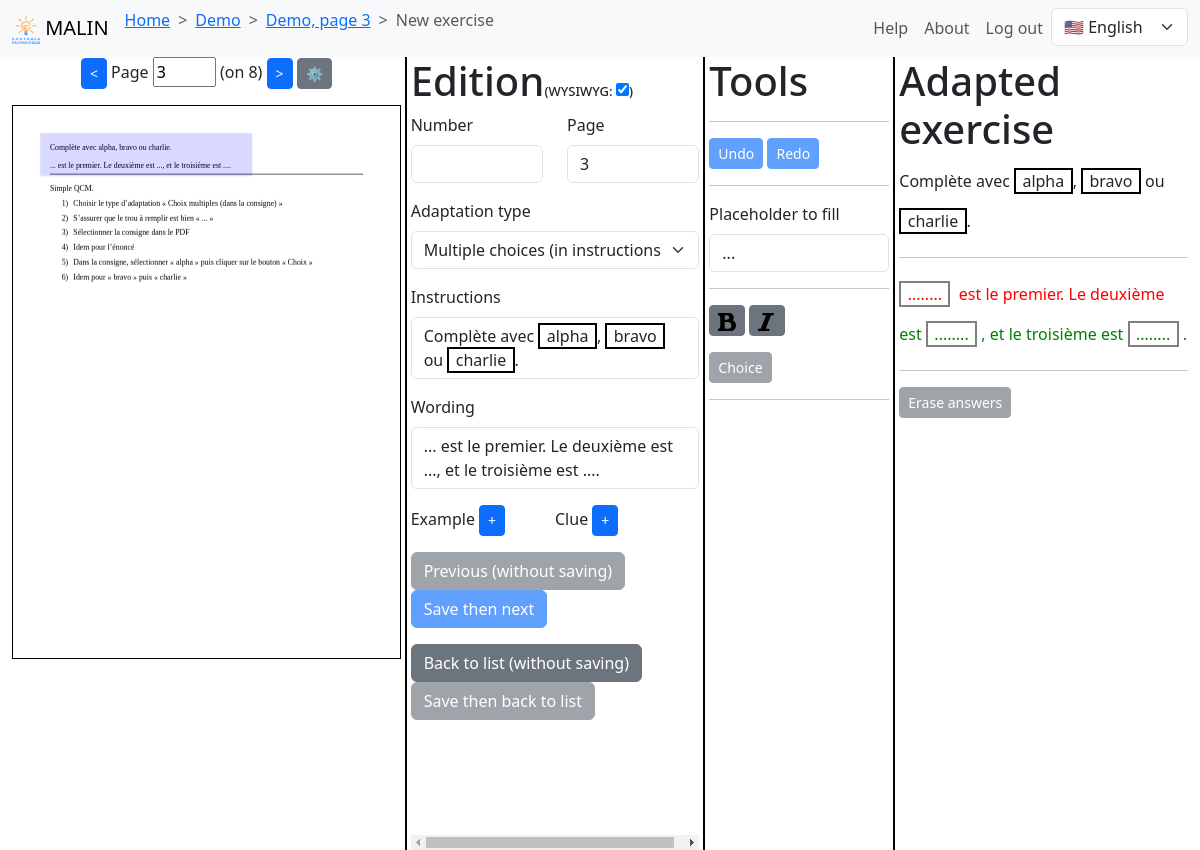 MALIN
Home > Demo > Demo, page 3 > New exercise
Help About Log out 🇺🇸 English
< Page 3 (on 8) > ⚙️
Complète avec alpha, bravo ou charlie.
... est le premier. Le deuxième est ..., et le troisième est ....
Simple QCM.
1) Choisir le type d’adaptation « Choix multiples (dans la consigne) »
2) S’assurer que le trou à remplir est bien « ... »
3) Sélectionner la consigne dans le PDF
4) Idem pour l’énoncé
5) Dans la consigne, sélectionner « alpha » puis cliquer sur le bouton « Choix »
6) Idem pour « bravo » puis « charlie »
Edition (WYSIWYG: )
Number Page
3
Adaptation type
Multiple choices (in instructions
Instructions
Complète avec alpha, bravo
ou charlie.
Wording
... est le premier. Le deuxième est
..., et le troisième est ....
Example + Clue +
Previous (without saving)
Save then next
Back to list (without saving)
Save then back to list
Tools
Undo Redo
Placeholder to fill
...
B I
Choice
Adapted
exercise
Complète avec alpha, bravo ou
charlie.
........ est le premier. Le deuxième
est ........ , et le troisième est ........ .
Erase answers